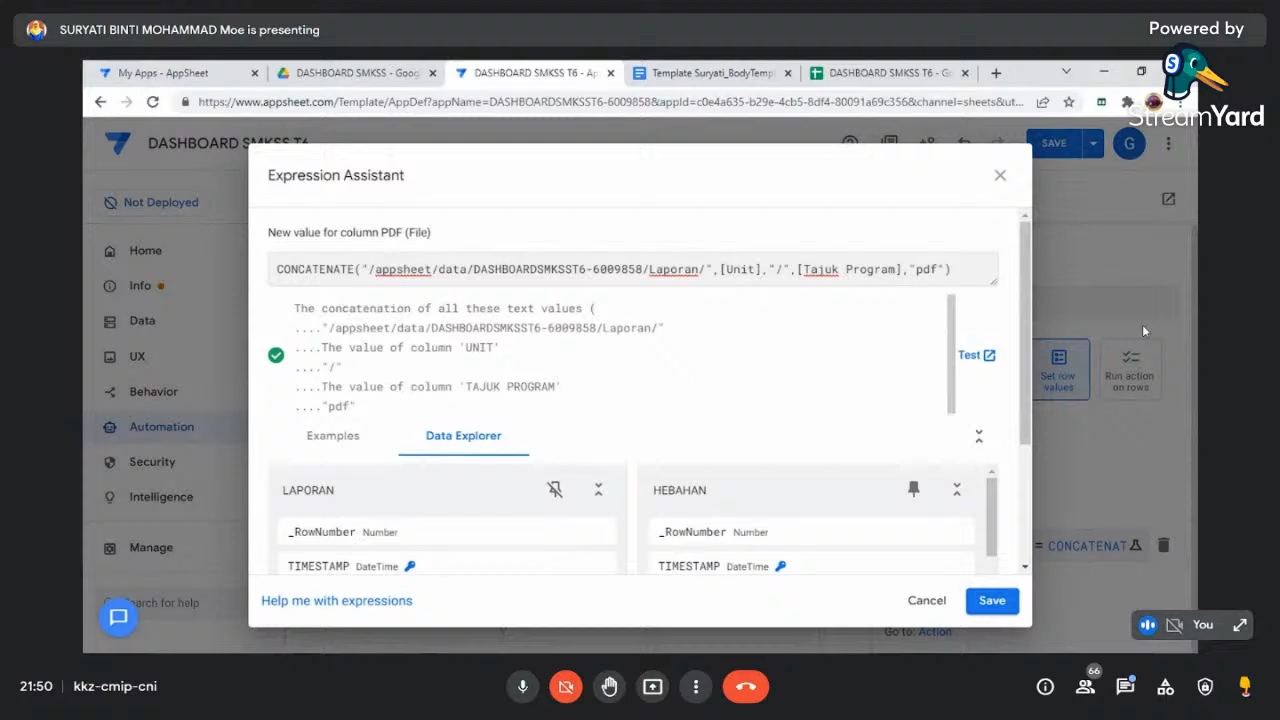 SURYATI BINTI MOHAMMAD Moe is presenting
Powered by
StreamYard
My Apps - AppSheet
DASHBOARD SMKSS - Goog
DASHBOARD SMKSS T6 - Ap
Template Suryati_BodyTemp
DASHBOARD SMKSS T6 - Go
https://www.appsheet.com/Template/AppDef?appName=DASHBOARDSMKSST6-6009858&appId=c0e4a635-b29e-4cb5-8df4-80091a69c356&channel=sheets&ut...
DASHBOARD SMKSS T6
SAVE
G
Not Deployed
Home
Info
Data
UX
Behavior
Automation
Security
Intelligence
Manage
Search for help
Expression Assistant
New value for column PDF (File)
CONCATENATE("/appsheet/data/DASHBOARDSMKSST6-6009858/Laporan/",[Unit],"/",[Tajuk Program],"pdf")
The concatenation of all these text values (
...."/appsheet/data/DASHBOARDSMKSST6-6009858/Laporan/"
....The value of column 'UNIT'
...."/"
....The value of column 'TAJUK PROGRAM'
...."pdf"
Test
Examples
Data Explorer
LAPORAN
_RowNumber Number
TIMESTAMP DateTime
HEBAHAN
_RowNumber Number
TIMESTAMP DateTime
Help me with expressions
Cancel
Save
Set row
values
Run action
on rows
= CONCATENAT
Go to: Action
You
21:50 | kkz-cmip-cni
66